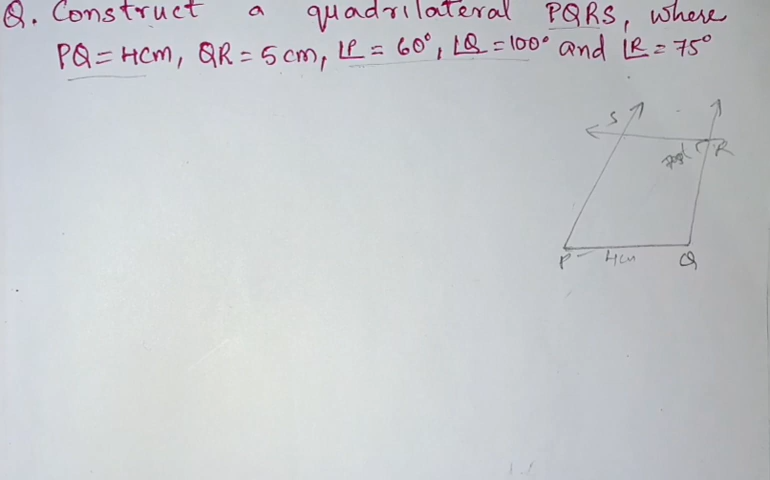 Q. Construct a quadrilateral PQRS, where
PQ = 4cm, QR = 5cm, ∠P = 60°, ∠Q = 100° and ∠R = 75°
S
R
P 4cm Q